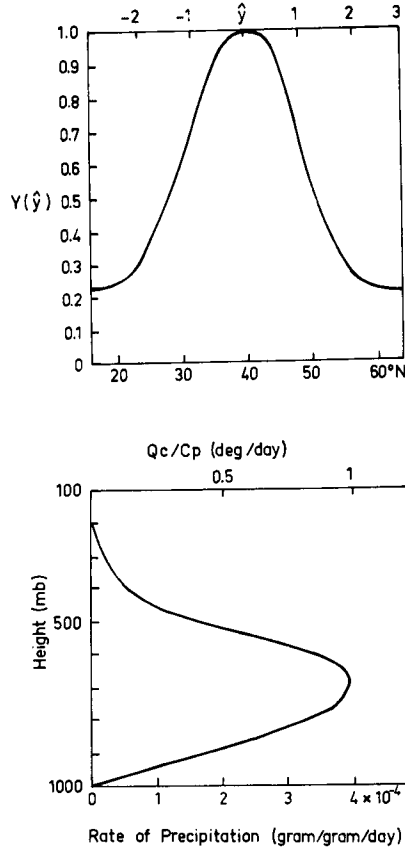 -2 -1 ŷ 1 2 3
1.0
0.9
0.8
0.7
0.6
Y(ŷ) 0.5
0.4
0.3
0.2
0.1
0
20 30 40 50 60°N
Qc/Cp (deg/day)
0.5 1
100
500
1000
Height (mb)
0 1 2 3 4 × 10⁻⁴
Rate of Precipitation (gram/gram/day)